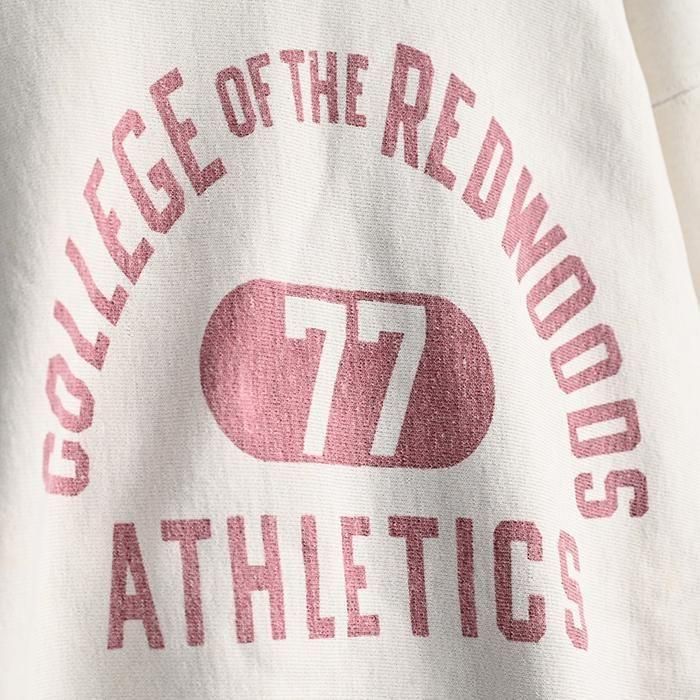 COLLEGE OF THE REDWOODS
77
ATHLETICS